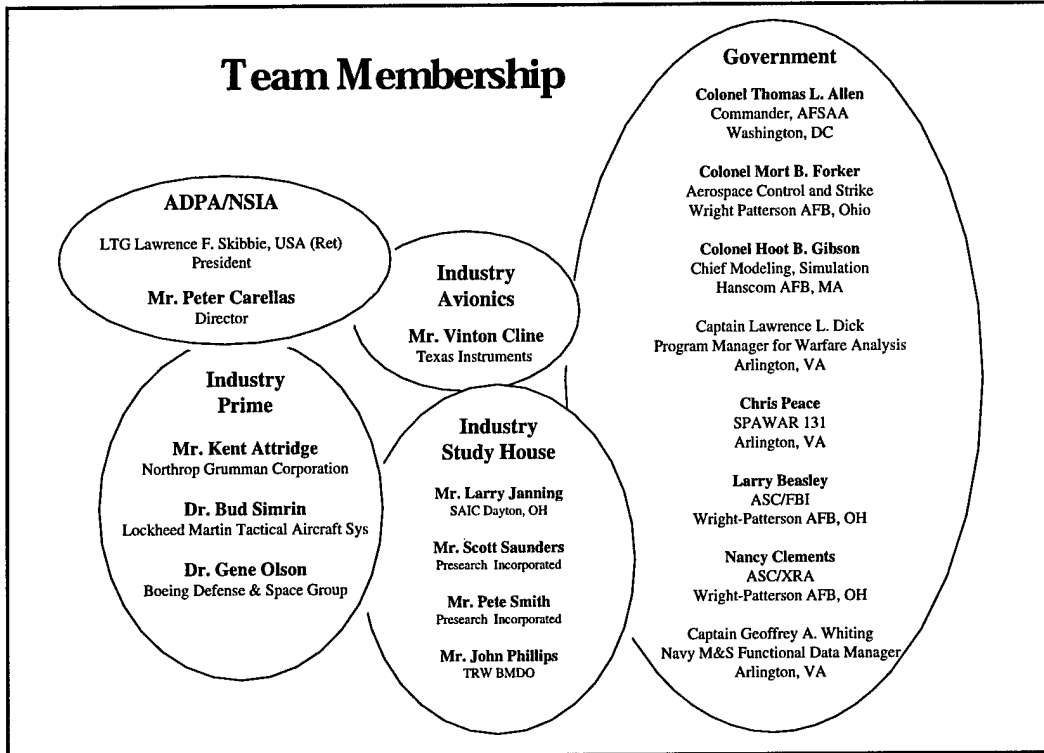 Team Membership
ADPA/NSIA
LTG Lawrence F. Skibbie, USA (Ret)
President
Mr. Peter Carellas
Director
Industry
Avionics
Mr. Vinton Cline
Texas Instruments
Industry
Prime
Mr. Kent Attridge
Northrop Grumman Corporation
Dr. Bud Simrin
Lockheed Martin Tactical Aircraft Sys
Dr. Gene Olson
Boeing Defense & Space Group
Industry
Study House
Mr. Larry Janning
SAIC Dayton, OH
Mr. Scott Saunders
Presearch Incorporated
Mr. Pete Smith
Presearch Incorporated
Mr. John Phillips
TRW BMDO
Government
Colonel Thomas L. Allen
Commander, AFSAA
Washington, DC
Colonel Mort B. Forker
Aerospace Control and Strike
Wright Patterson AFB, Ohio
Colonel Hoot B. Gibson
Chief Modeling, Simulation
Hanscom AFB, MA
Captain Lawrence L. Dick
Program Manager for Warfare Analysis
Arlington, VA
Chris Peace
SPAWAR 131
Arlington, VA
Larry Beasley
ASC/FBI
Wright-Patterson AFB, OH
Nancy Clements
ASC/XRA
Wright-Patterson AFB, OH
Captain Geoffrey A. Whiting
Navy M&S Functional Data Manager
Arlington, VA